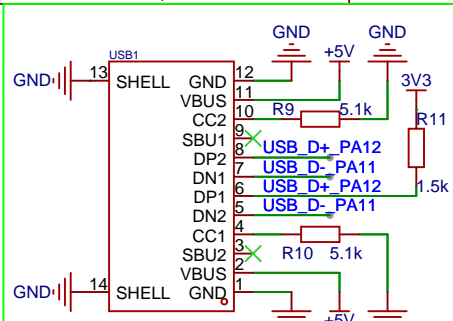 GND
GND
+5V
USB1
GND
13
SHELL
GND
12
VBUS
11
3V3
CC2
10
R9
5.1k
R11
SBU1
9
DP2
8
USB_D+_PA12
DN1
7
USB_D-_PA11
DP1
6
USB_D+_PA12
1.5k
DN2
5
USB_D-_PA11
CC1
4
R10
5.1k
SBU2
3
VBUS
2
GND
14
SHELL
GND
1
+5V